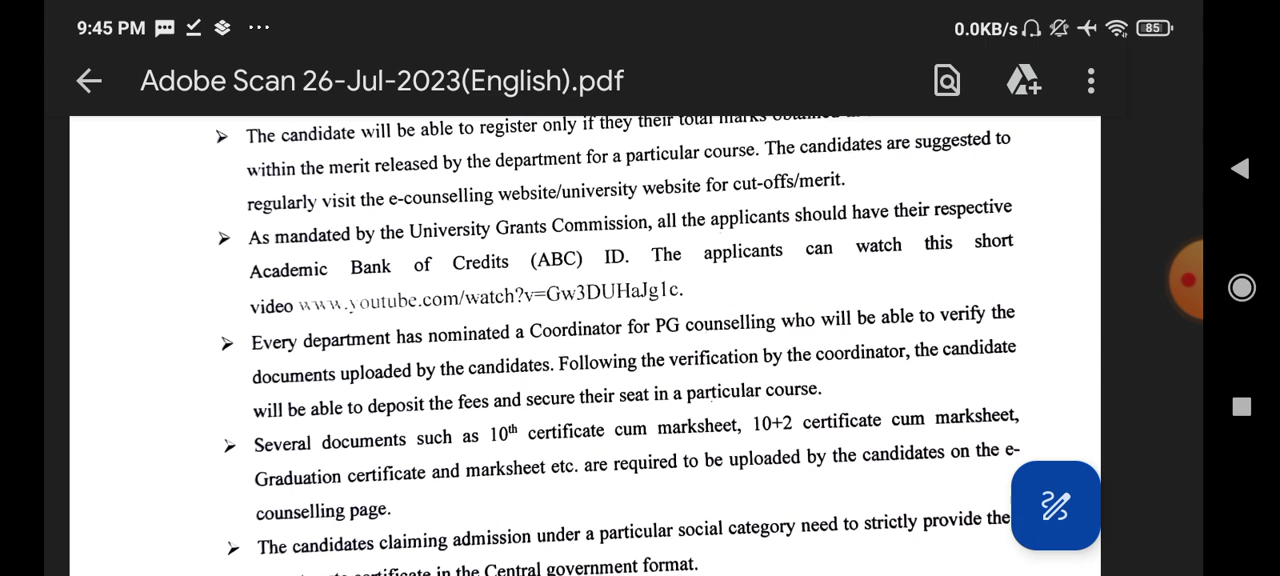 9:45 PM ...
0.0KB/s 85
Adobe Scan 26-Jul-2023(English).pdf
➢ The candidate will be able to register only if they their total marks obtained
within the merit released by the department for a particular course. The candidates are suggested to
regularly visit the e-counselling website/university website for cut-offs/merit.
➢ As mandated by the University Grants Commission, all the applicants should have their respective
Academic Bank of Credits (ABC) ID. The applicants can watch this short
video www.youtube.com/watch?v=Gw3DUHaJg1c.
➢ Every department has nominated a Coordinator for PG counselling who will be able to verify the
documents uploaded by the candidates. Following the verification by the coordinator, the candidate
will be able to deposit the fees and secure their seat in a particular course.
➢ Several documents such as 10th certificate cum marksheet, 10+2 certificate cum marksheet,
Graduation certificate and marksheet etc. are required to be uploaded by the candidates on the e-
counselling page.
➢ The candidates claiming admission under a particular social category need to strictly provide the
certificate in the Central government format.